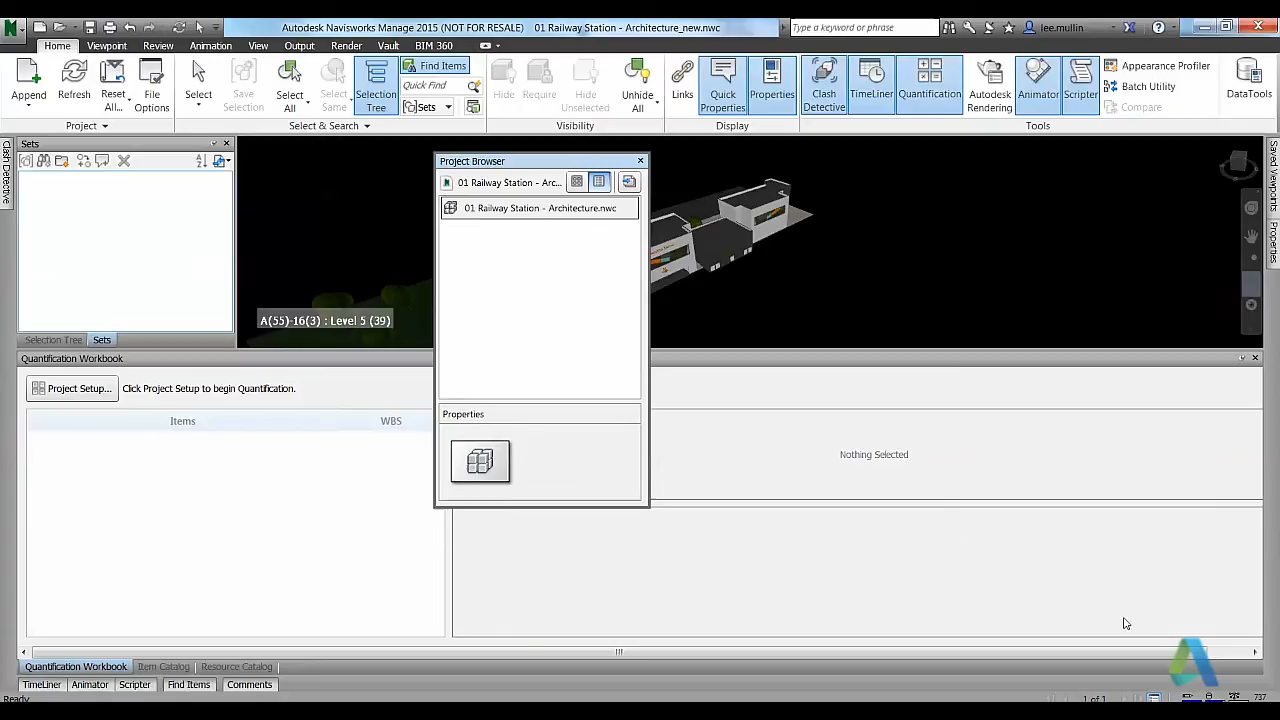 Autodesk Navisworks Manage 2015 (NOT FOR RESALE) 01 Railway Station - Architecture_new.nwc
Type a keyword or phrase
lee.mullin
Home Viewpoint Review Animation View Output Render Vault BIM 360
Append
Refresh
Reset All...
File Options
Project
Select
Save Selection
Select All
Select Same
Selection Tree
Find Items
Quick Find
Sets
Select & Search
Hide
Require
Hide Unselected
Unhide All
Visibility
Links
Quick Properties
Properties
Display
Clash Detective
TimeLiner
Quantification
Autodesk Rendering
Animator
Scripter
Appearance Profiler
Batch Utility
Compare
Tools
DataTools
Clash Detective
Sets
Selection Tree Sets
A(55)-16(3) : Level 5 (39)
Project Browser
01 Railway Station - Arc...
01 Railway Station - Architecture.nwc
Properties
Saved Viewpoints
Properties
Quantification Workbook
Project Setup... Click Project Setup to begin Quantification.
Items WBS
Nothing Selected
Quantification Workbook Item Catalog Resource Catalog
TimeLiner Animator Scripter Find Items Comments
Ready
1 of 1
737